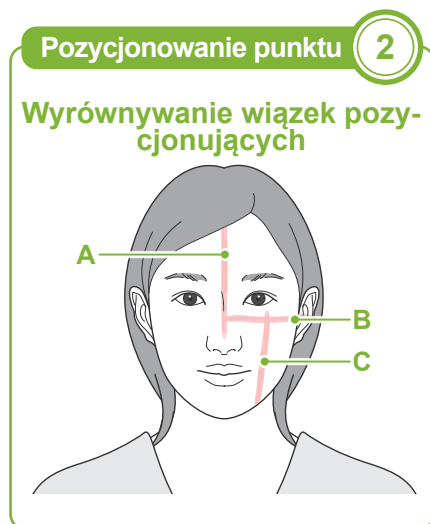 Pozycjonowanie punktu 2
Wyrównywanie wiązek pozy-
cjonujących
A
B
C